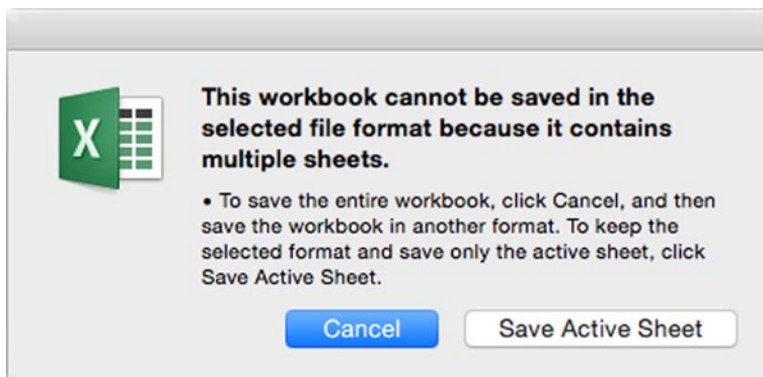 X
This workbook cannot be saved in the
selected file format because it contains
multiple sheets.
• To save the entire workbook, click Cancel, and then
save the workbook in another format. To keep the
selected format and save only the active sheet, click
Save Active Sheet.
Cancel Save Active Sheet